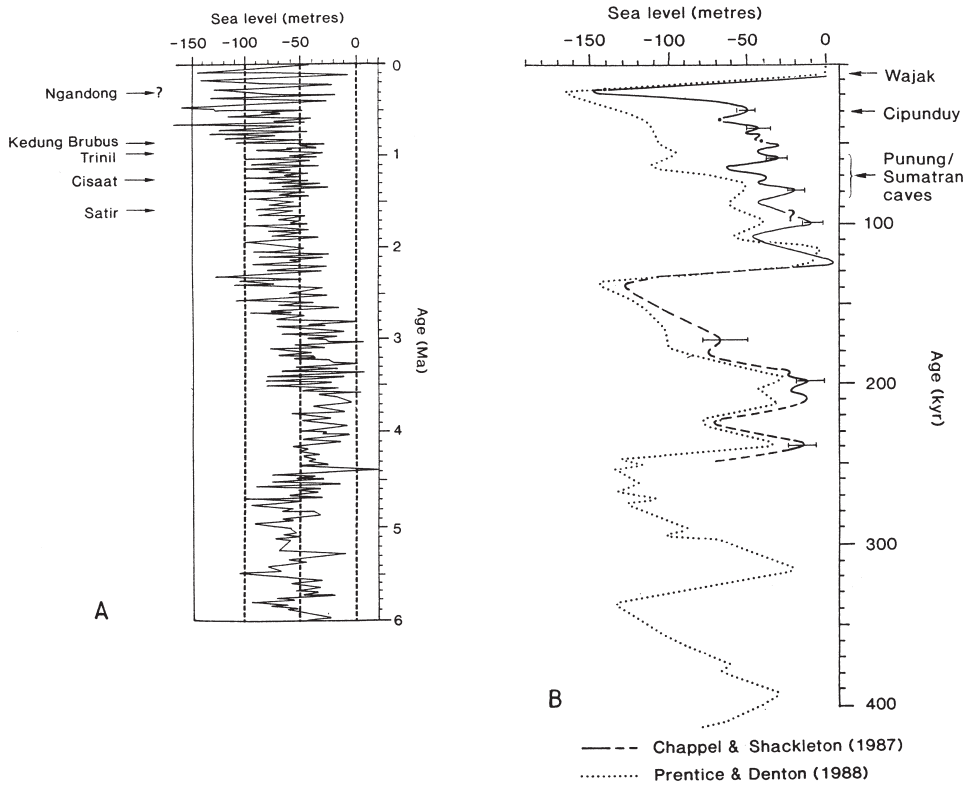 Sea level (metres)
-150 -100 -50 0
0
Ngandong ?
Kedung Brubus
Trinil
1
Cisaat
Satir
2
3
Age (Ma)
4
5
6
A
Sea level (metres)
-150 -100 -50 0
Wajak
Cipunduy
Punung/
Sumatran
caves
?
100
200
Age (kyr)
300
400
B
Chappel & Shackleton (1987)
Prentice & Denton (1988)